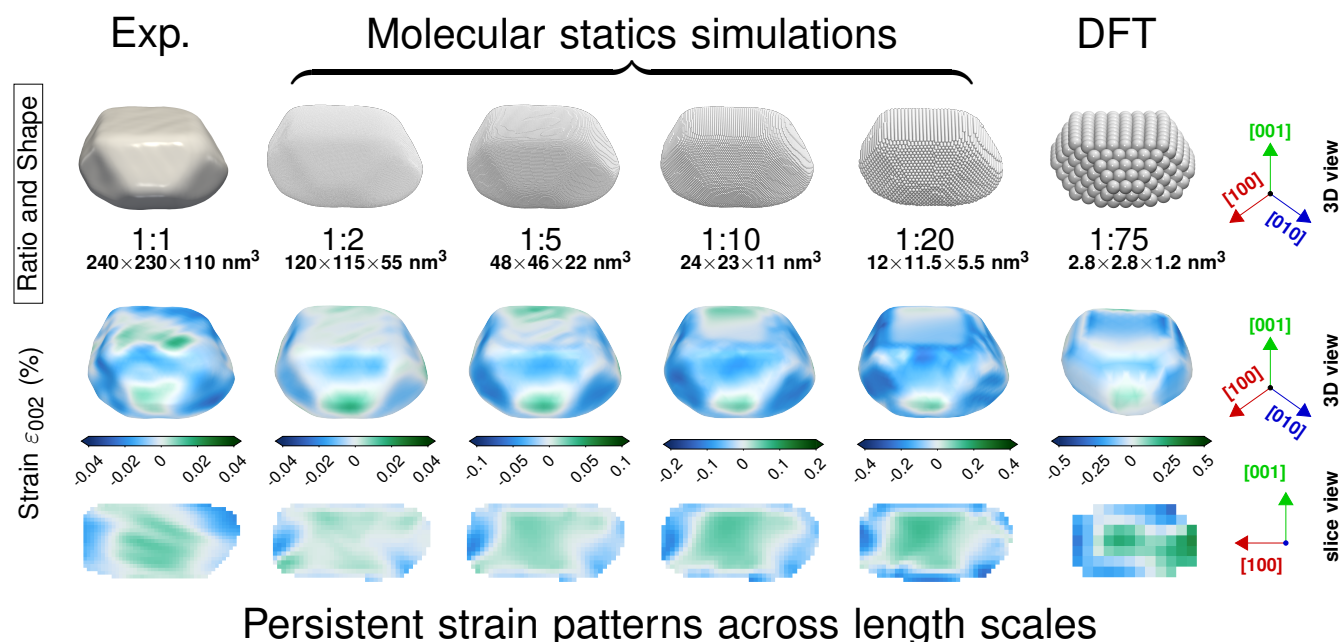 Exp. Molecular statics simulations DFT
Ratio and Shape
[001]
[100]
[010]
3D view
1:1 1:2 1:5 1:10 1:20 1:75
240×230×110 nm³ 120×115×55 nm³ 48×46×22 nm³ 24×23×11 nm³ 12×11.5×5.5 nm³ 2.8×2.8×1.2 nm³
Strain ε₀₀₂ (%)
[001]
[100]
[010]
3D view
-0.04 -0.02 0 0.02 0.04
-0.04 -0.02 0 0.02 0.04
-0.1 -0.05 0 0.05 0.1
-0.2 -0.1 0 0.1 0.2
-0.4 -0.2 0 0.2 0.4
-0.5 -0.25 0 0.25 0.5
[001]
[100]
slice view
Persistent strain patterns across length scales